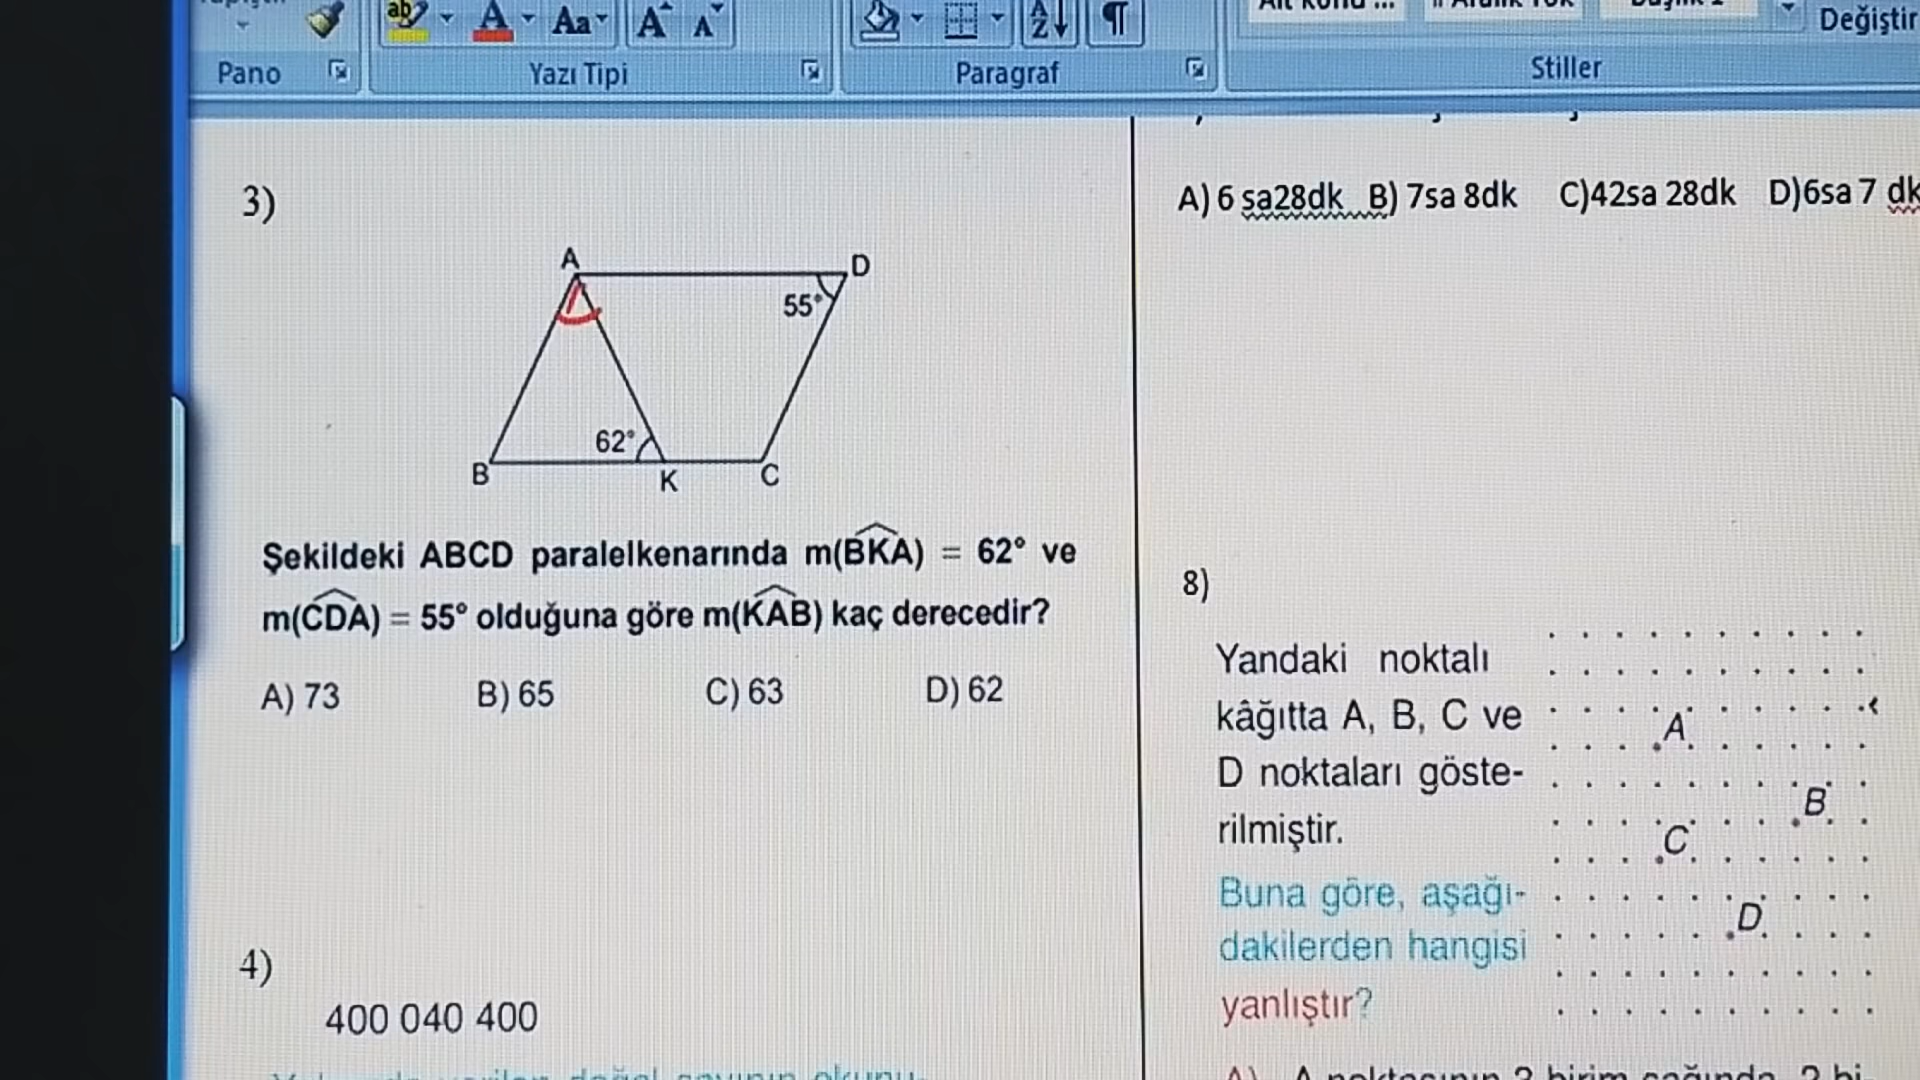 ab A Aa A A A Z ¶
Değiştir
Pano Yazı Tipi Paragraf Stiller
3)
A
D
55°
62°
B
K
C
Şekildeki ABCD paralelkenarında m(BKA) = 62° ve
m(CDA) = 55° olduğuna göre m(KAB) kaç derecedir?
A) 73 B) 65 C) 63 D) 62
4)
400 040 400
A) 6 sa28dk B) 7sa 8dk C)42sa 28dk D)6sa 7 dk
8)
Yandaki noktalı
kâğıtta A, B, C ve
D noktaları göste-
rilmiştir.
Buna göre, aşağı-
dakilerden hangisi
yanlıştır?
A
B
C
D